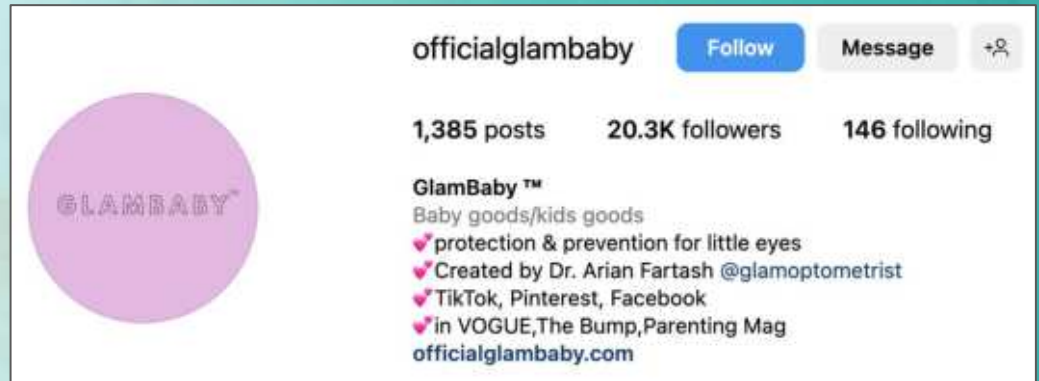 officialglambaby Follow Message
1,385 posts 20.3K followers 146 following
GLAMBABY™
GlamBaby ™
Baby goods/kids goods
💕protection & prevention for little eyes
💕Created by Dr. Arian Fartash @glamoptometrist
💕TikTok, Pinterest, Facebook
💕in VOGUE,The Bump,Parenting Mag
officialglambaby.com